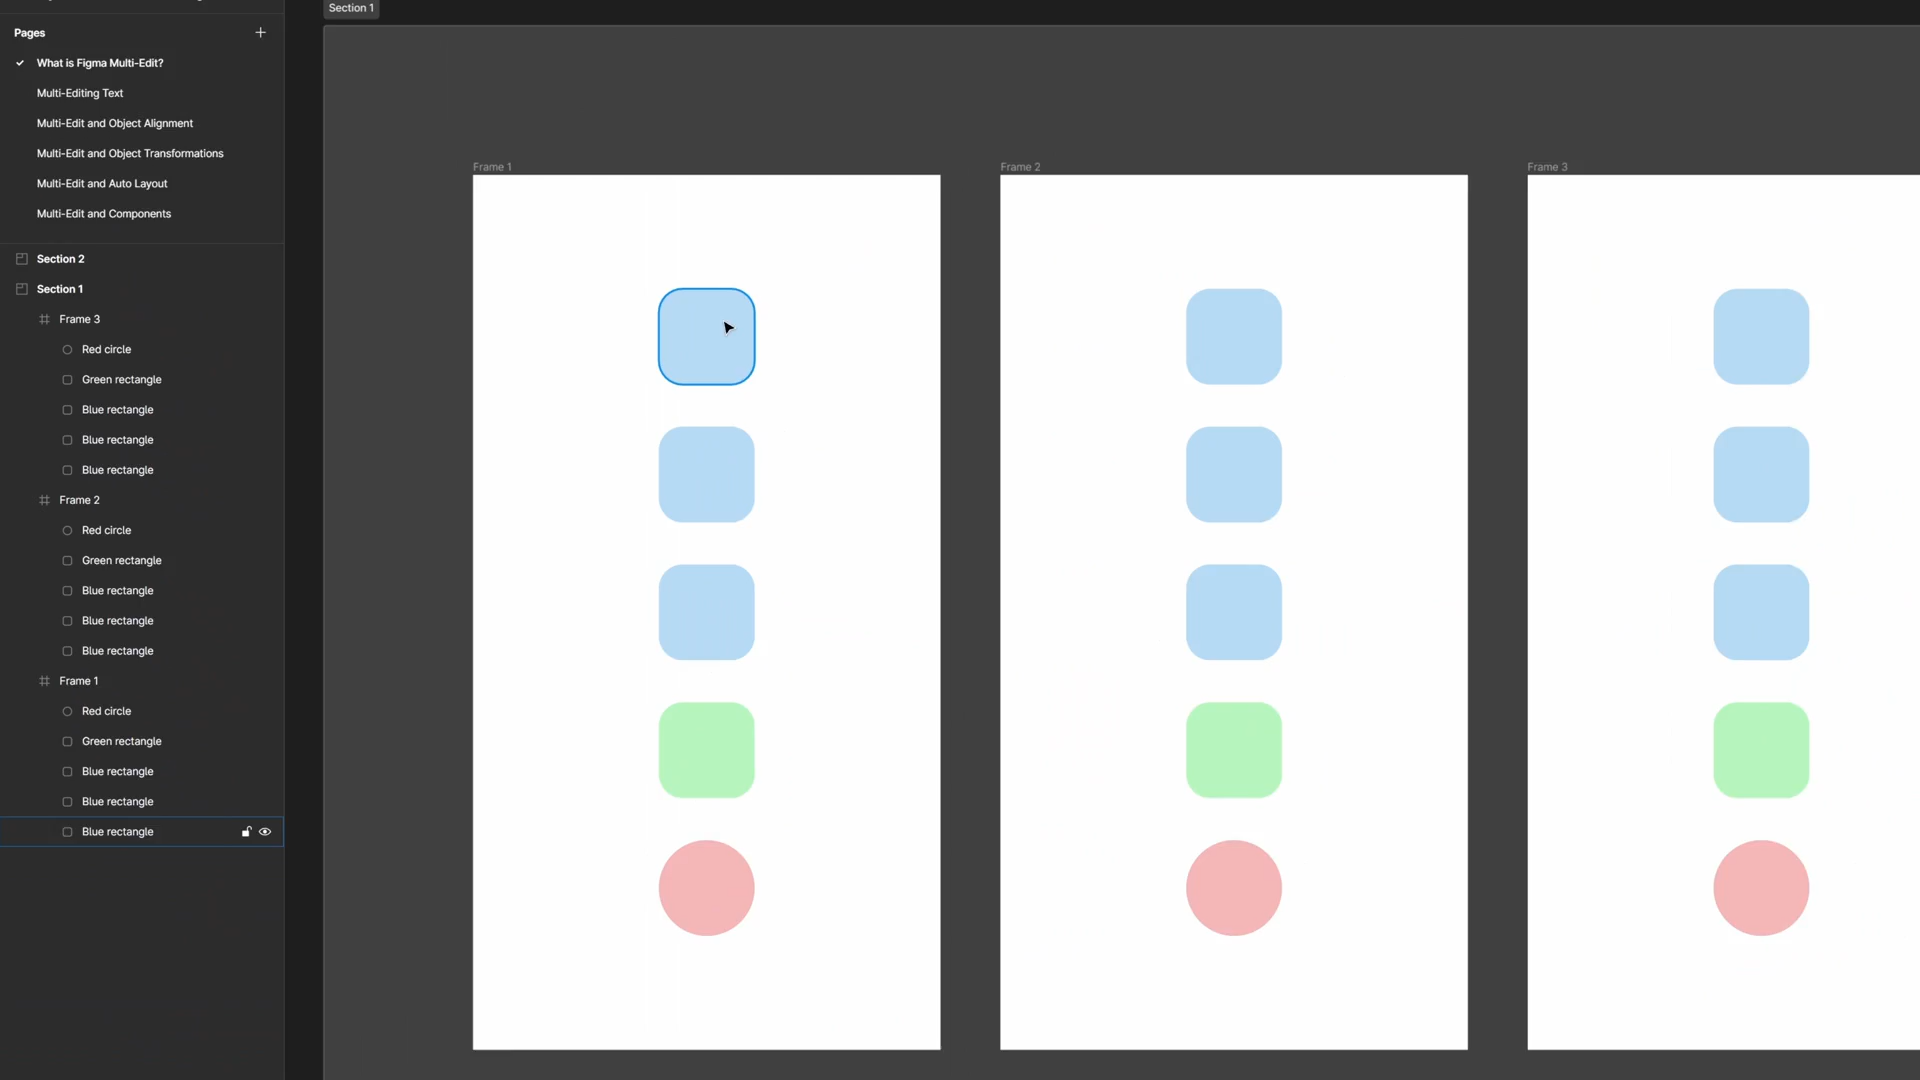 Section 1
Pages
What is Figma Multi-Edit?
Multi-Editing Text
Multi-Edit and Object Alignment
Multi-Edit and Object Transformations
Multi-Edit and Auto Layout
Multi-Edit and Components
Section 2
Section 1
Frame 3
Red circle
Green rectangle
Blue rectangle
Blue rectangle
Blue rectangle
Frame 2
Red circle
Green rectangle
Blue rectangle
Blue rectangle
Blue rectangle
Frame 1
Red circle
Green rectangle
Blue rectangle
Blue rectangle
Blue rectangle
Frame 1
Frame 2
Frame 3